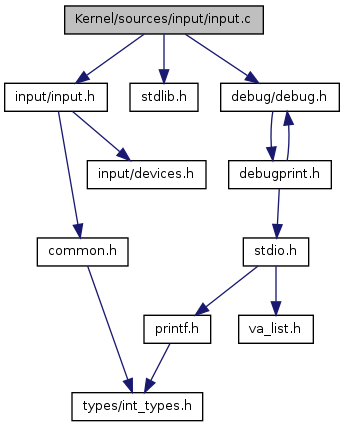 Kernel/sources/input/input.c
input/input.h
stdlib.h
debug/debug.h
input/devices.h
debugprint.h
common.h
stdio.h
printf.h
va_list.h
types/int_types.h